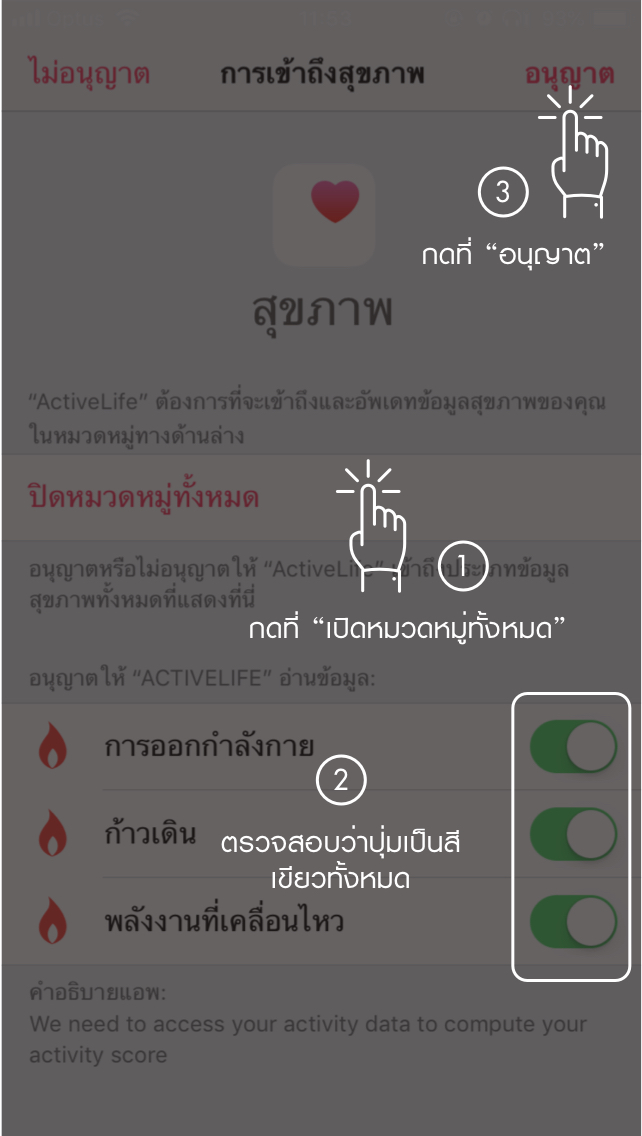 ไม่อนุญาต การเข้าถึงสุขภาพ อนุญาต
3
กดที่ “อนุญาต”
สุขภาพ
“ActiveLife” ต้องการที่จะเข้าถึงและอัพเดทข้อมูลสุขภาพของคุณ
ในหมวดหมู่ทางด้านล่าง
ปิดหมวดหมู่ทั้งหมด
1
อนุญาตหรือไม่อนุญาตให้ “ActiveLife” เข้าถึงประเภทข้อมูล
สุขภาพทั้งหมดที่แสดงที่นี่
กดที่ “เปิดหมวดหมู่ทั้งหมด”
อนุญาตให้ “ACTIVELIFE” อ่านข้อมูล:
การออกกำลังกาย
2
ก้าวเดิน
ตรวจสอบว่าปุ่มเป็นสี
เขียวทั้งหมด
พลังงานที่เคลื่อนไหว
คำอธิบายแอพ:
We need to access your activity data to compute your
activity score